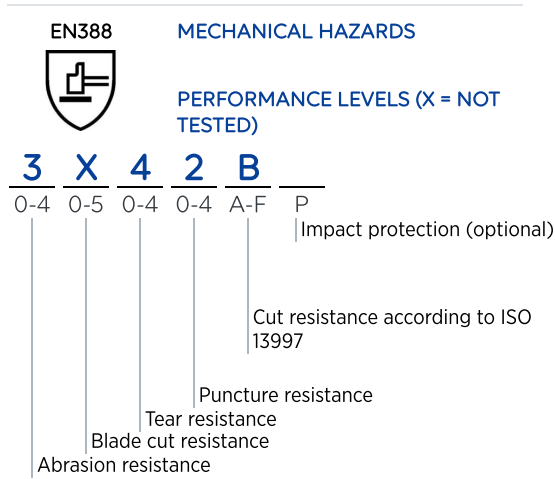 EN388
MECHANICAL HAZARDS
PERFORMANCE LEVELS (X = NOT
TESTED)
3 X 4 2 B
0-4 0-5 0-4 0-4 A-F P
Impact protection (optional)
Cut resistance according to ISO
13997
Puncture resistance
Tear resistance
Blade cut resistance
Abrasion resistance